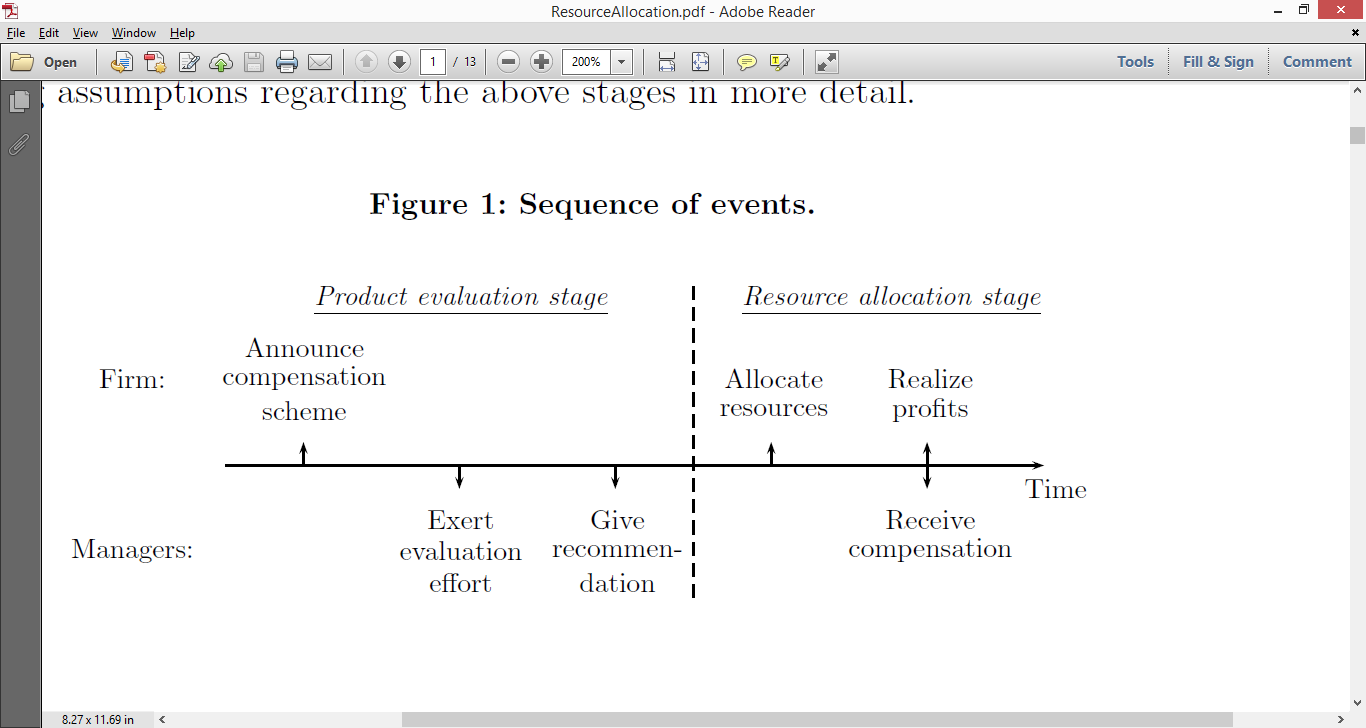 ResourceAllocation.pdf - Adobe Reader
File Edit View Window Help
Open 1 / 13 200% Tools Fill & Sign Comment
; assumptions regarding the above stages in more detail.
Figure 1: Sequence of events.
Product evaluation stage
Resource allocation stage
Firm:
Announce
compensation
scheme
Allocate
resources
Realize
profits
Time
Managers:
Exert
evaluation
effort
Give
recommen-
dation
Receive
compensation
8.27 x 11.69 in